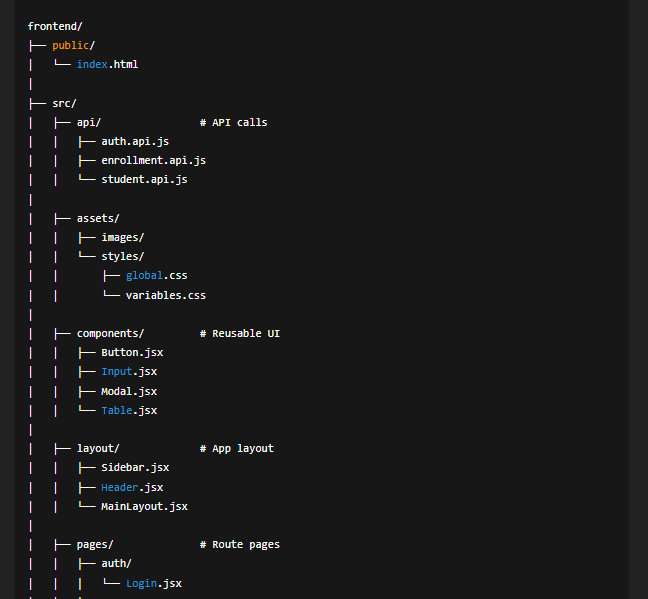 frontend/
├── public/
│   └── index.html
│
├── src/
│   ├── api/                # API calls
│   │   ├── auth.api.js
│   │   ├── enrollment.api.js
│   │   └── student.api.js
│
│   ├── assets/
│   │   ├── images/
│   │   └── styles/
│   │       ├── global.css
│   │       └── variables.css
│
│   ├── components/         # Reusable UI
│   │   ├── Button.jsx
│   │   ├── Input.jsx
│   │   ├── Modal.jsx
│   │   └── Table.jsx
│
│   ├── layout/             # App layout
│   │   ├── Sidebar.jsx
│   │   ├── Header.jsx
│   │   └── MainLayout.jsx
│
│   ├── pages/              # Route pages
│   │   ├── auth/
│   │   │   └── Login.jsx